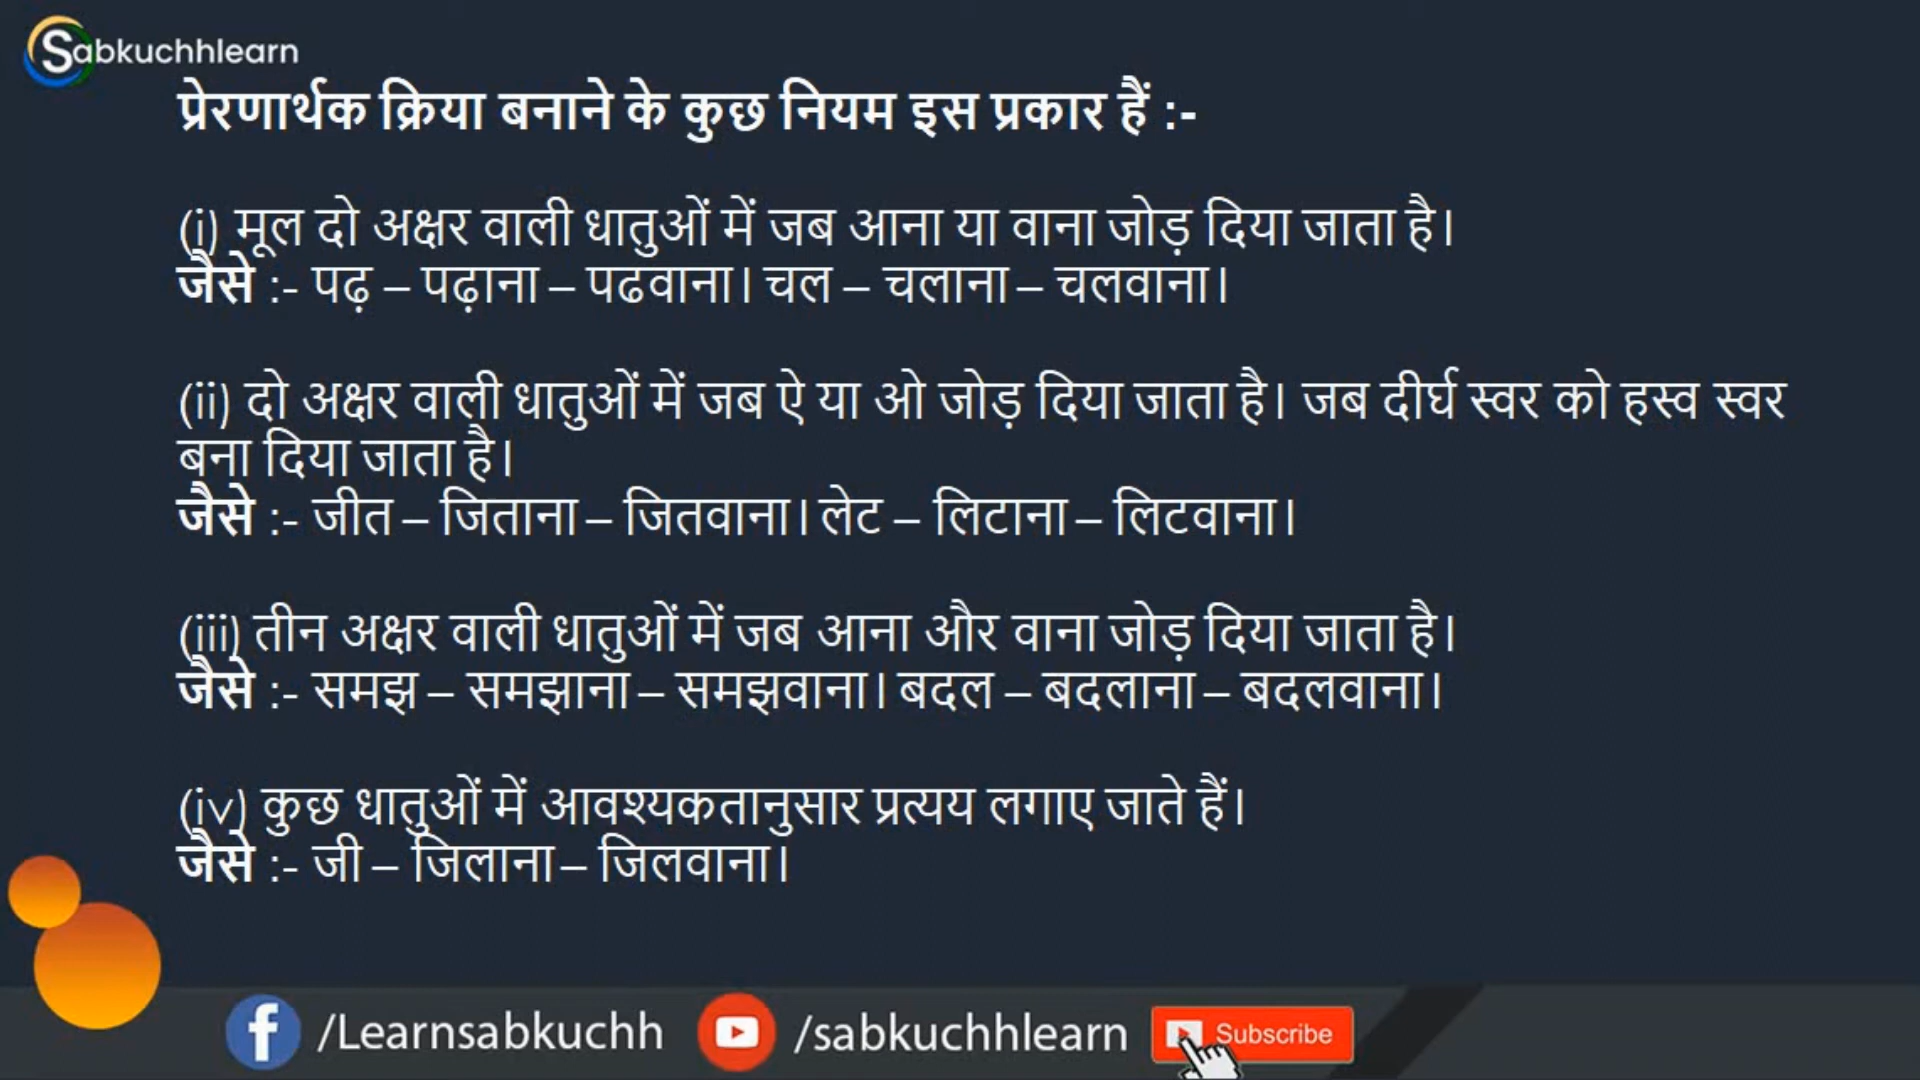 Sabkuchhlearn
प्रेरणार्थक क्रिया बनाने के कुछ नियम इस प्रकार हैं :-
(i) मूल दो अक्षर वाली धातुओं में जब आना या वाना जोड़ दिया जाता है।
जैसे :- पढ़ – पढ़ाना – पढवाना। चल – चलाना – चलवाना।
(ii) दो अक्षर वाली धातुओं में जब ऐ या ओ जोड़ दिया जाता है। जब दीर्घ स्वर को हस्व स्वर
बना दिया जाता है।
जैसे :- जीत – जिताना – जितवाना। लेट – लिटाना – लिटवाना।
(iii) तीन अक्षर वाली धातुओं में जब आना और वाना जोड़ दिया जाता है।
जैसे :- समझ – समझाना – समझवाना। बदल – बदलाना – बदलवाना।
(iv) कुछ धातुओं में आवश्यकतानुसार प्रत्यय लगाए जाते हैं।
जैसे :- जी – जिलाना – जिलवाना।
/Learnsabkuchh /sabkuchhlearn Subscribe